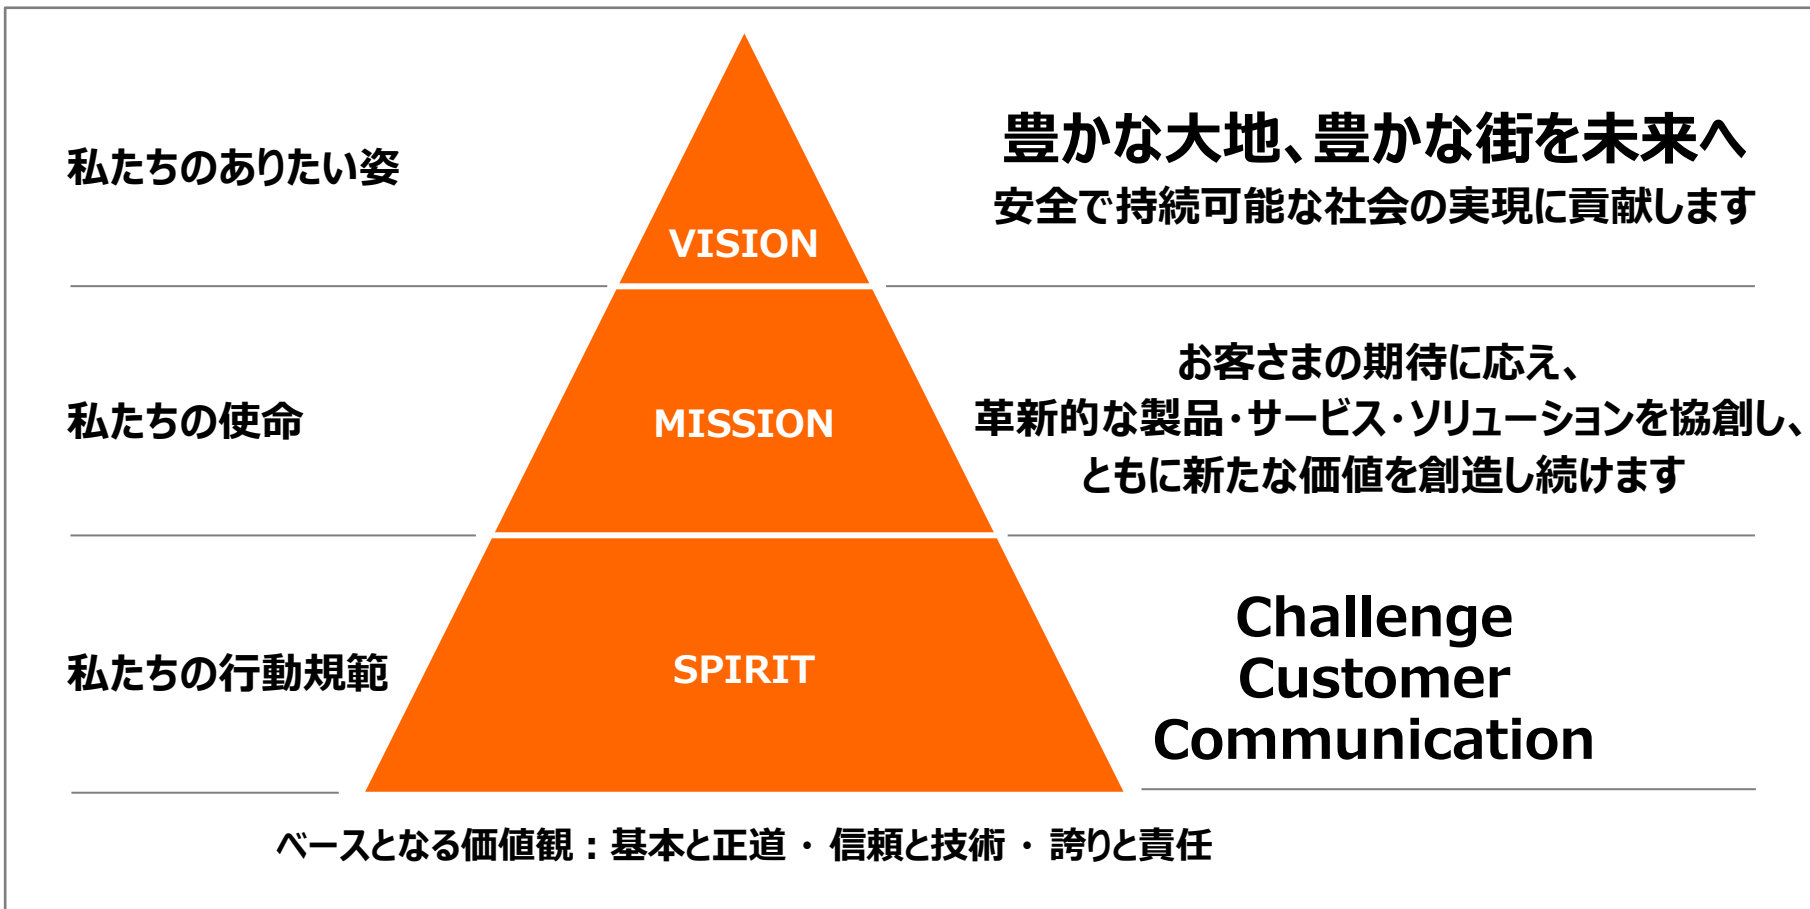 私たちのありたい姿
VISION
豊かな大地、豊かな街を未来へ
安全で持続可能な社会の実現に貢献します
私たちの使命
MISSION
お客さまの期待に応え、
革新的な製品・サービス・ソリューションを協創し、
ともに新たな価値を創造し続けます
私たちの行動規範
SPIRIT
Challenge
Customer
Communication
ベースとなる価値観：基本と正道 ・ 信頼と技術 ・ 誇りと責任